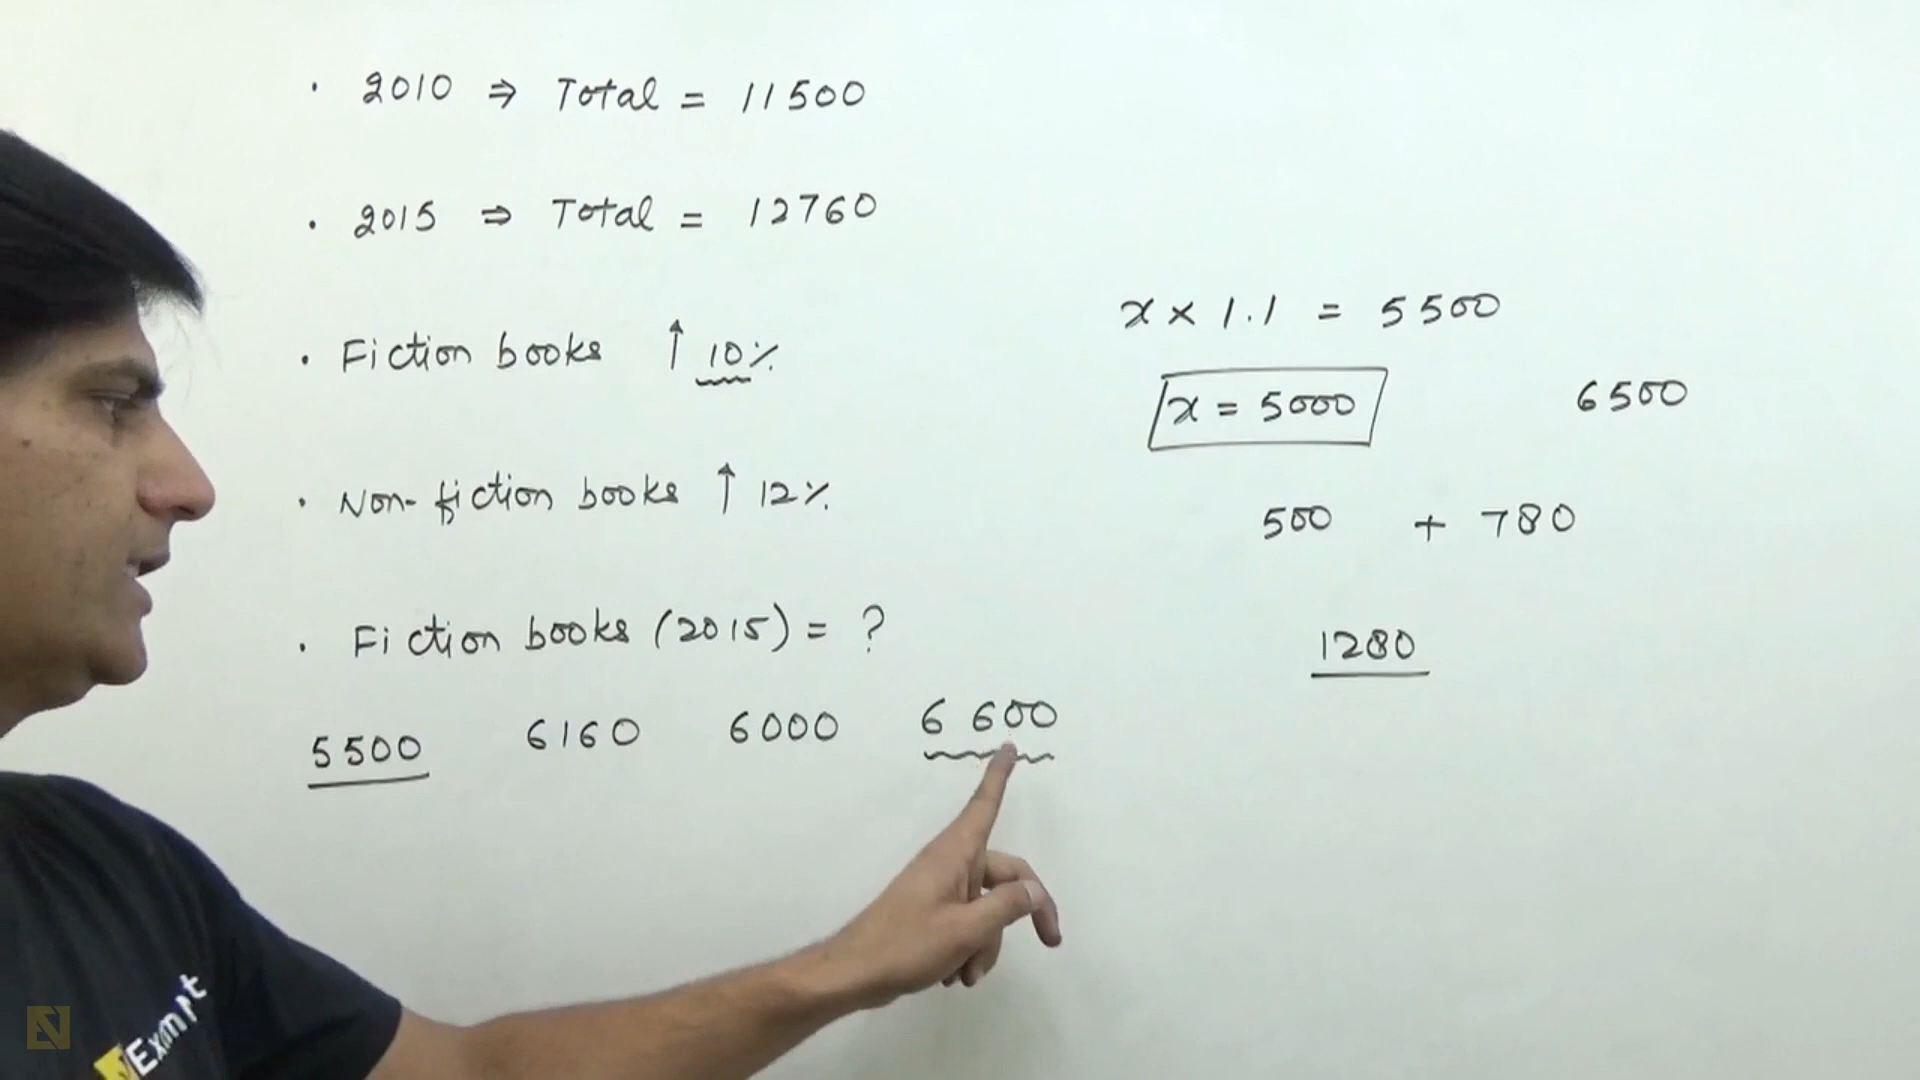 · 2010 ⇒ Total = 11500
· 2015 ⇒ Total = 12760
· Fiction books ↑ 10%
· Non-fiction books ↑ 12%
· Fiction books (2015) = ?
5500 6160 6000 6600
x × 1.1 = 5500
x = 5000 6500
500 + 780
1280
Exampt